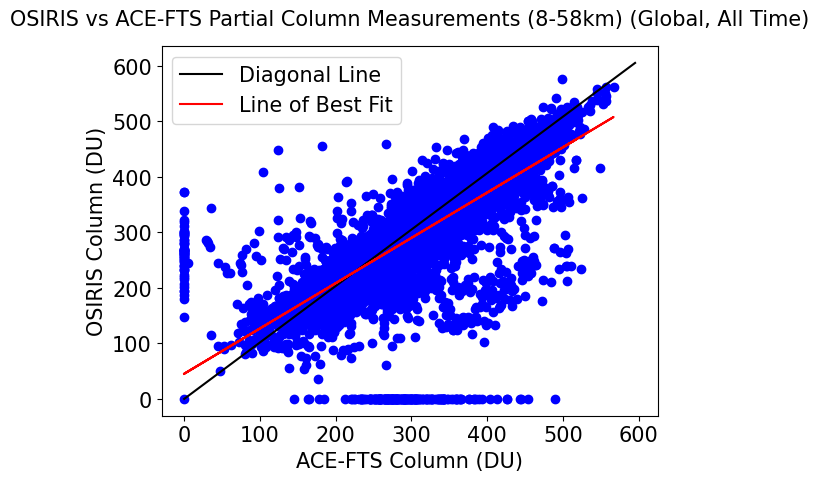 OSIRIS vs ACE-FTS Partial Column Measurements (8-58km) (Global, All Time)
Diagonal Line
Line of Best Fit
600
500
400
300
200
100
0
OSIRIS Column (DU)
0 100 200 300 400 500 600
ACE-FTS Column (DU)